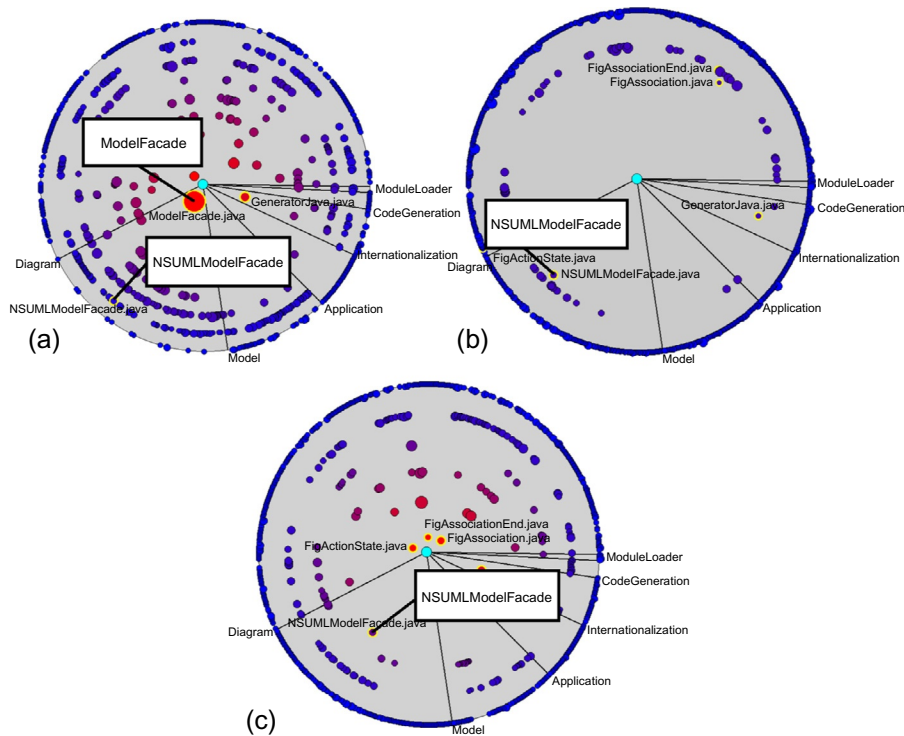 ModelFacade
ModuleLoader
GeneratorJava.java
CodeGeneration
ModelFacade.java
NSUMLModelFacade
Internationalization
Diagram
NSUMLModelFacade.java
Application
(a)
Model
FigAssociationEnd.java
FigAssociation.java
ModuleLoader
GeneratorJava.java
CodeGeneration
NSUMLModelFacade
FigActionState.java
Internationalization
Diagram
NSUMLModelFacade.java
Application
(b)
Model
FigAssociationEnd.java
FigAssociation.java
FigActionState.java
ModuleLoader
CodeGeneration
NSUMLModelFacade
NSUMLModelFacade.java
Diagram
Internationalization
Application
(c)
Model